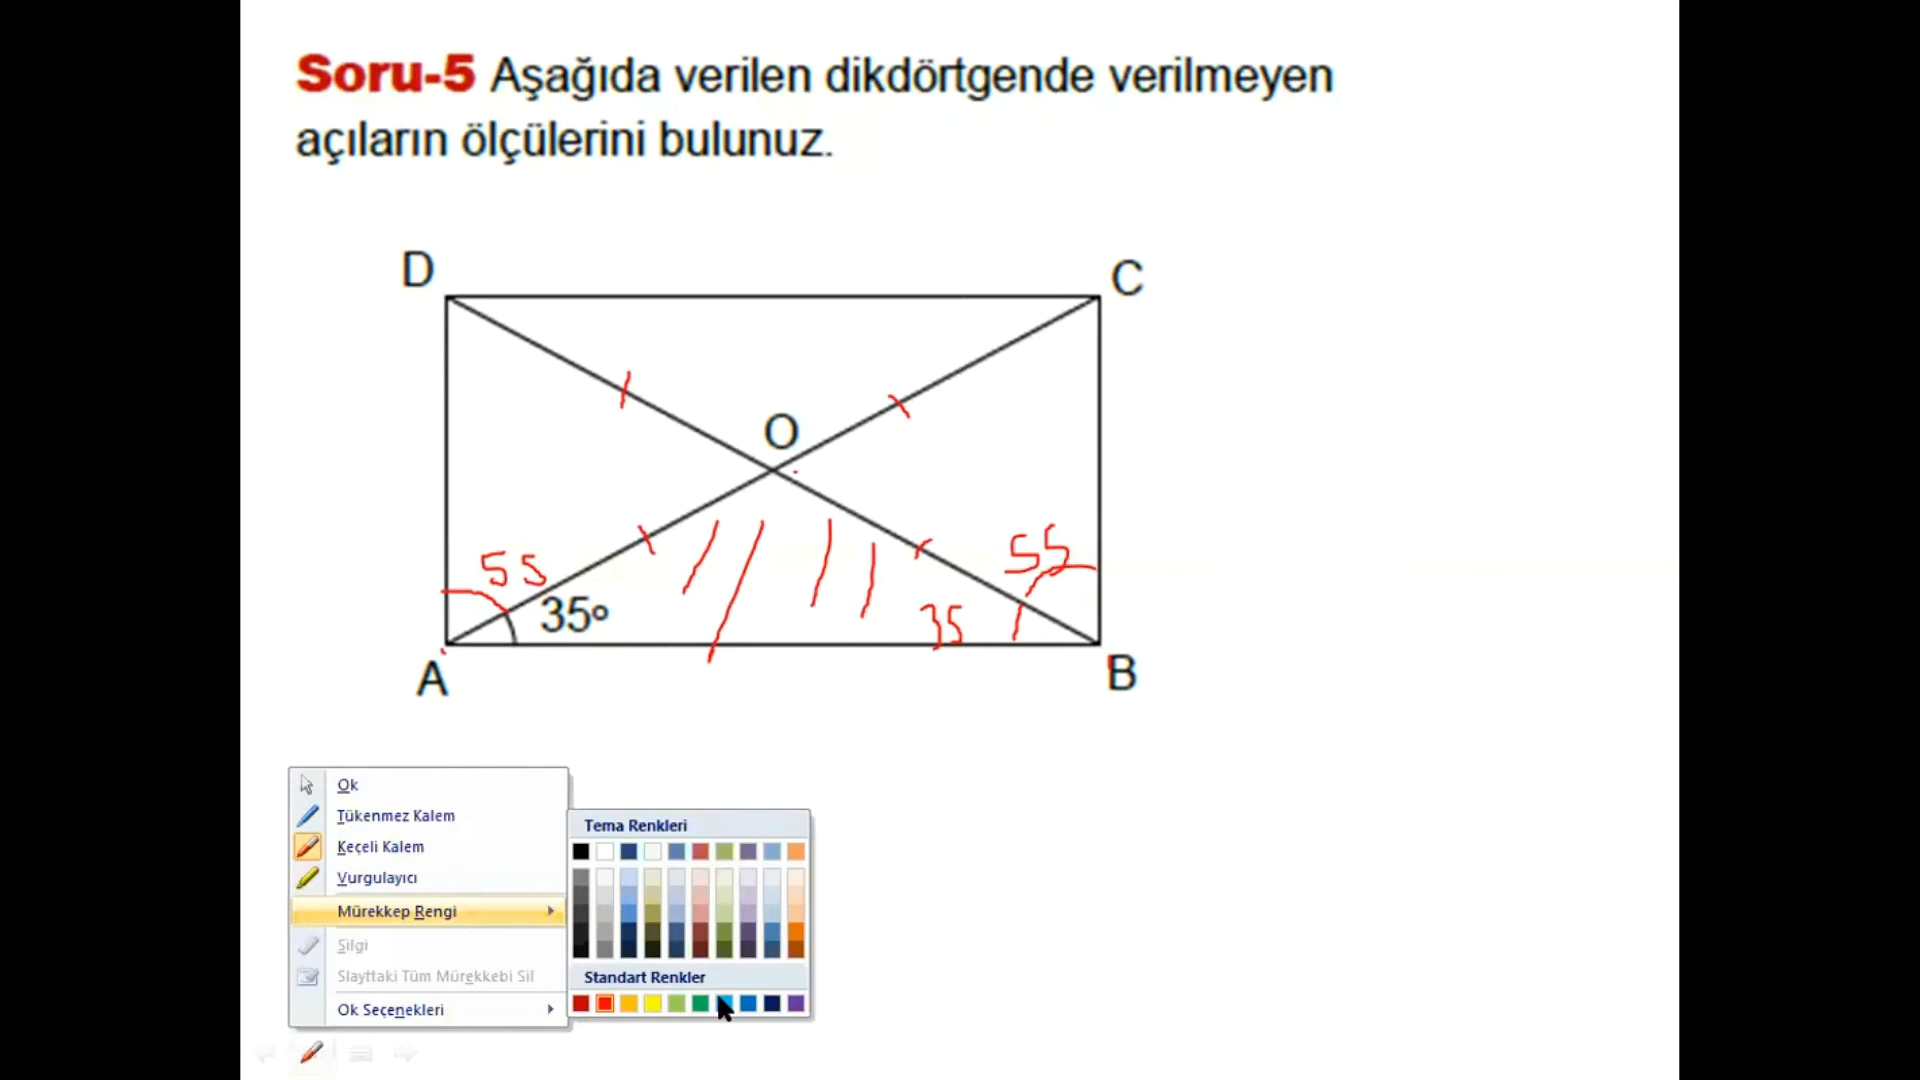 Soru-5 Aşağıda verilen dikdörtgende verilmeyen
açıların ölçülerini bulunuz.
D
C
O
55
55
35°
35
A
B
Ok
Tükenmez Kalem
Keçeli Kalem
Vurgulayıcı
Mürekkep Rengi
Silgi
Slayttaki Tüm Mürekkebi Sil
Ok Seçenekleri
Tema Renkleri
Standart Renkler